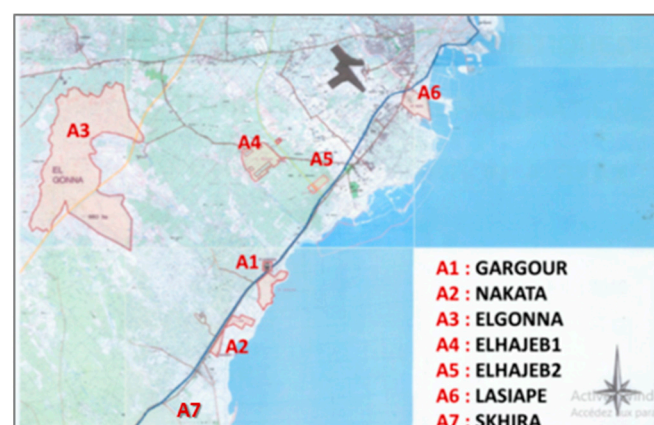 A6
A3
A4
A5
EL
GONNA
A1
A2
A7
A1 : GARGOUR
A2 : NAKATA
A3 : ELGONNA
A4 : ELHAJEB1
A5 : ELHAJEB2
A6 : LASIAPE
A7 : SKHIRA